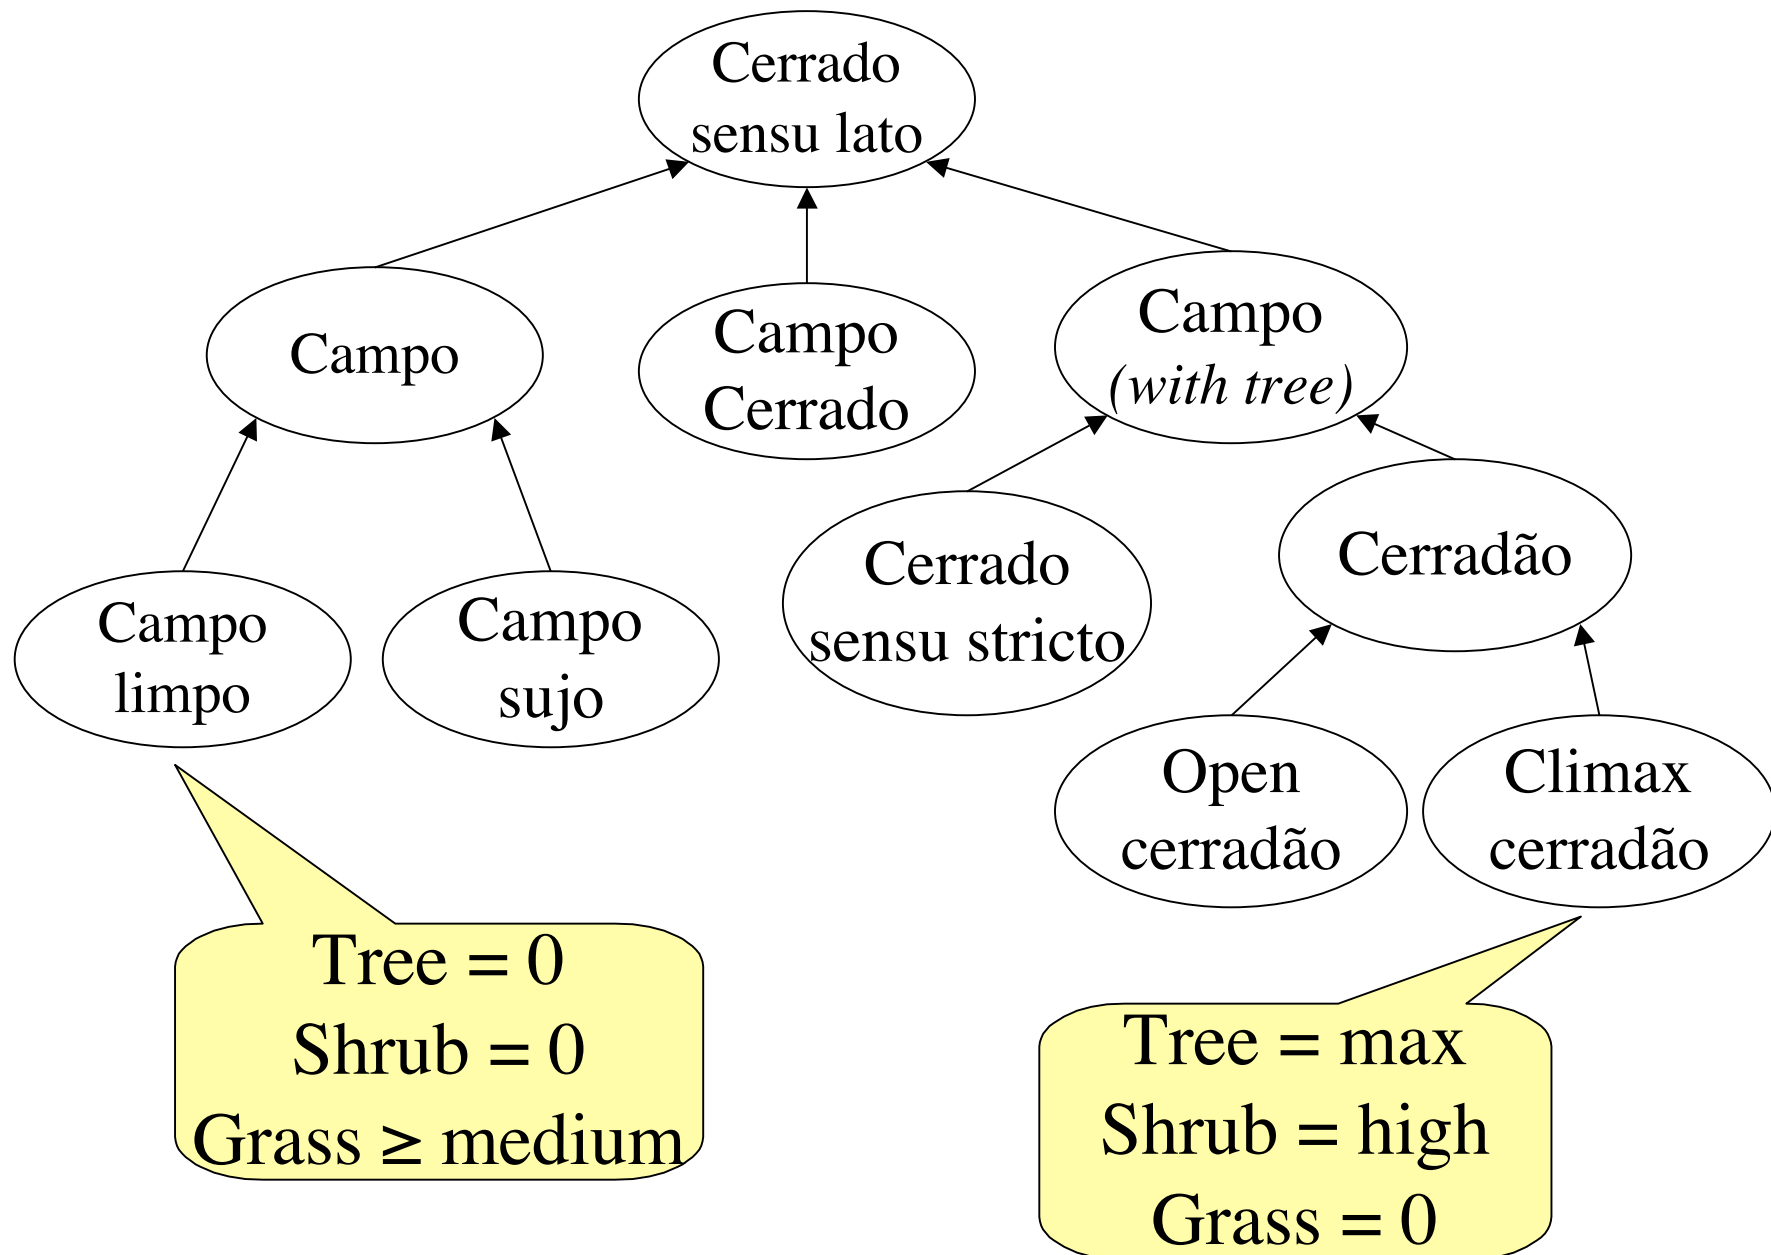 Cerrado
sensu lato
Campo
Campo
Cerrado
Campo
(with tree)
Campo
limpo
Campo
sujo
Cerrado
sensu stricto
Cerradão
Open
cerradão
Climax
cerradão
Tree = 0
Shrub = 0
Grass ≥ medium
Tree = max
Shrub = high
Grass = 0